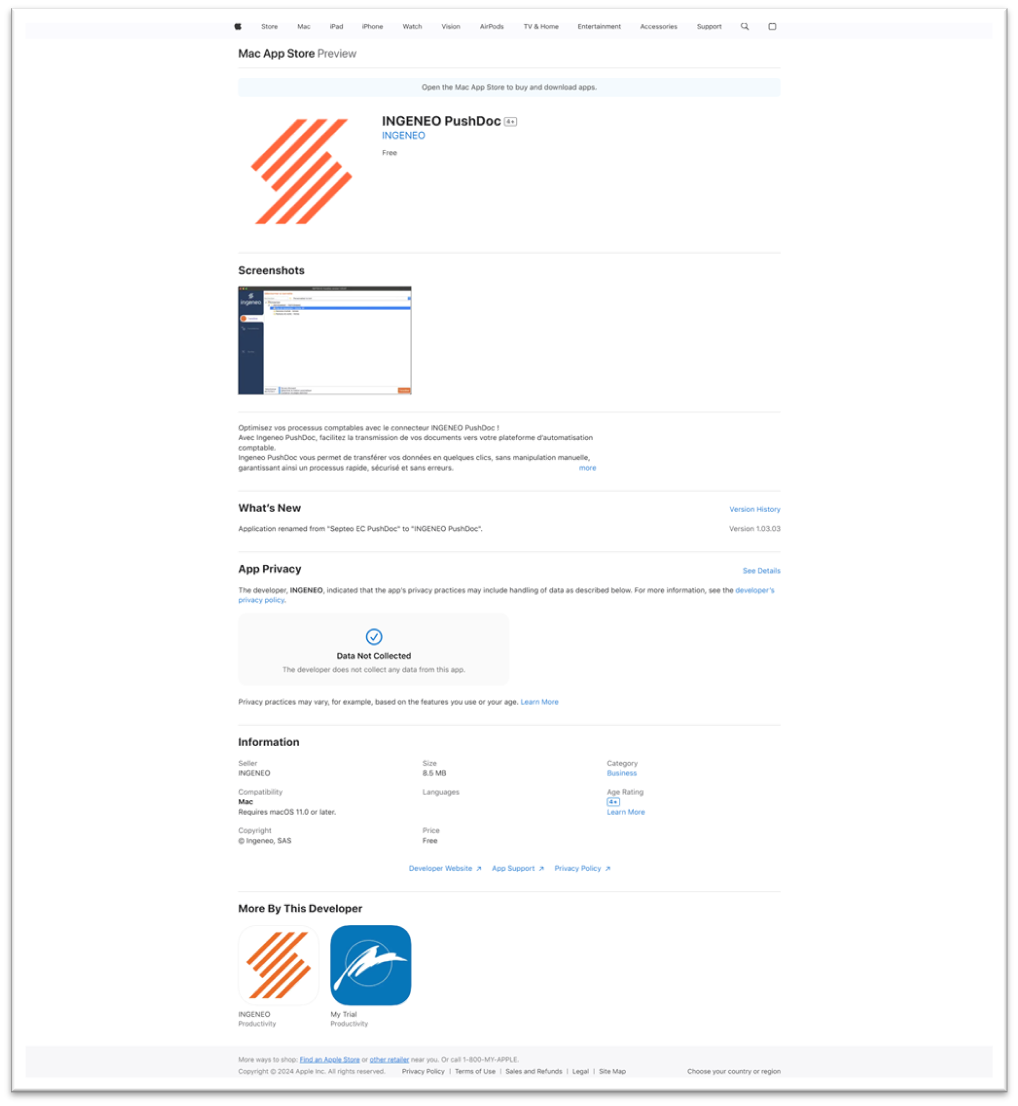 Store Mac iPad iPhone Watch Vision AirPods TV & Home Entertainment Accessories Support
Mac App Store Preview
Open the Mac App Store to buy and download apps.
INGENEO PushDoc 4+
INGENEO
Free
Screenshots
ingeneo
Optimisez vos processus comptables avec le connecteur INGENEO PushDoc !
Avec Ingeneo PushDoc, facilitez la transmission de vos documents vers votre plateforme d'automatisation
comptable.
Ingeneo PushDoc vous permet de transférer vos données en quelques clics, sans manipulation manuelle,
garantissant ainsi un processus rapide, sécurisé et sans erreurs. more
What's New Version History
Application renamed from "Septeo EC PushDoc" to "INGENEO PushDoc". Version 1.03.03
App Privacy See Details
The developer, INGENEO, indicated that the app's privacy practices may include handling of data as described below. For more information, see the developer's
privacy policy.
Data Not Collected
The developer does not collect any data from this app.
Privacy practices may vary, for example, based on the features you use or your age. Learn More
Information
Seller Size Category
INGENEO 8.5 MB Business
Compatibility Languages Age Rating
Mac 4+
Requires macOS 11.0 or later. Learn More
Copyright Price
© Ingeneo, SAS Free
Developer Website ↗ App Support ↗ Privacy Policy ↗
More By This Developer
INGENEO My Trial
Productivity Productivity
More ways to shop: Find an Apple Store or other retailer near you. Or call 1-800-MY-APPLE.
Copyright © 2024 Apple Inc. All rights reserved. Privacy Policy | Terms of Use | Sales and Refunds | Legal | Site Map Choose your country or region